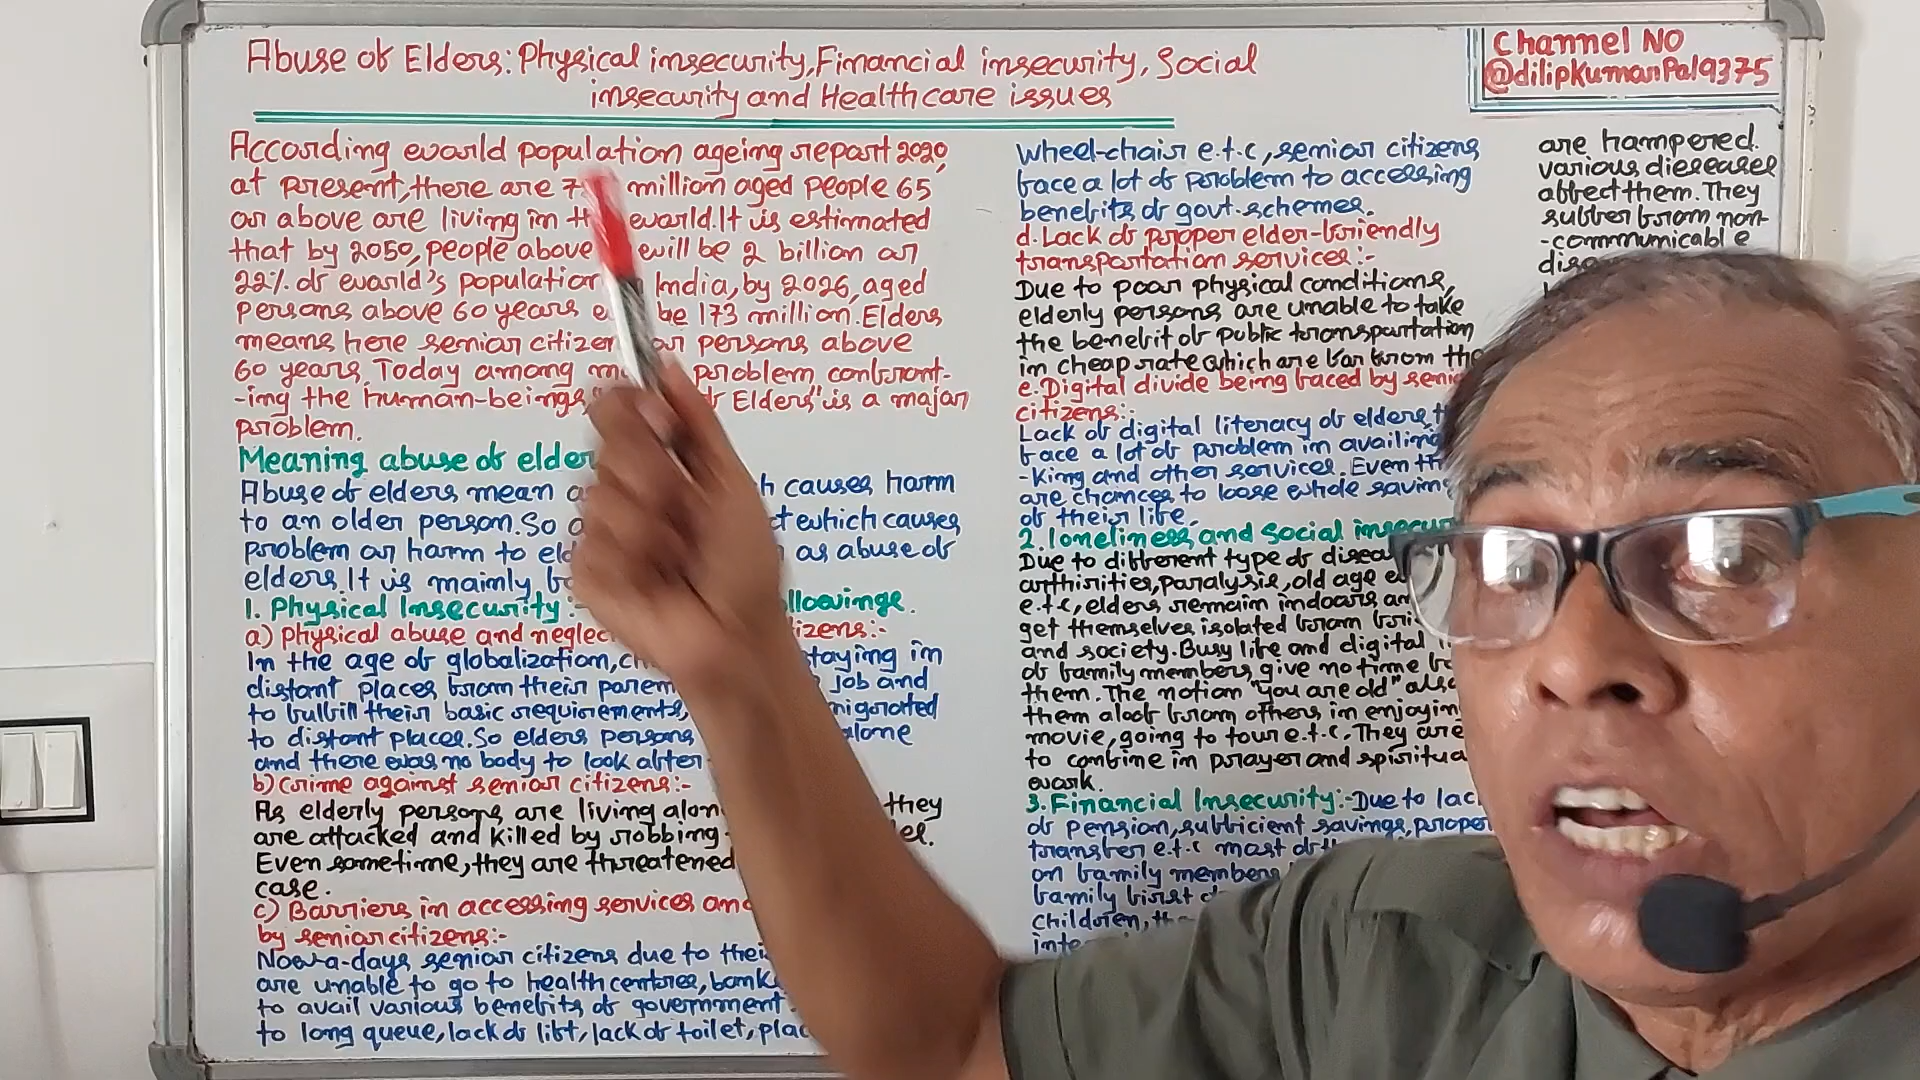 Abuse of Elders: Physical insecurity, Financial insecurity, Social
insecurity and Healthcare issues
Channel NO
@dilipkumarpal9375
According world population ageing report 2020,
at present, there are million aged people 65
or above are living in world. It is estimated
that by 2050, people above will be 2 billion or
22% of world's population India, by 2026, aged
persons above 60 years be 173 million. Elders
means here senior citizen or persons above
60 years. Today among problem confront-
-ing the human-beings, Elders" is a major
problem.
Meaning abuse of elder
Abuse of elders mean causes harm
to an older person. So which causes
problem or harm to as abuse of
elders. It is mainly
1. Physical Insecurity:-
a) physical abuse and neglec
In the age of globalization, staying in
distant places from their paren job and
to fulfill their basic requirements, migrated
to distant places. So elders persons alone
and there was no body to look after
b) Crime against senior citizens:-
As elderly persons are living alon they
are attacked and killed by robbing
Even sometime, they are threatened
case.
c) Barriers in accessing services and
by senior citizens:-
Now-a-days senior citizens due to their
are unable to go to health centres, bank
to avail various benefits of government
to long queue, lack of lift, lack of toilet,
wheel-chair e.t.c, senior citizens
face a lot of problem to accessing
benefits of govt. schemes.
d. Lack of proper elder-friendly
transportation services:-
Due to poor physical conditions,
elderly persons are unable to take
the benefit of public transportation
in cheap rate which are far from the
e. Digital divide being faced by
citizens:-
Lack of digital literacy of elders,
face a lot of problem in availing
-king and other services. Even
are chances to loose whole saving
of their life.
2. loneliness and social
Due to different type of
arthirities, paralysis, old age
e.t.c, elders remain indoors
get themselves isolated from
and society. Busy life and digital
of family members, give no time
them. The notion "you are old"
them aloof from others in enjoying
movie, going to tour e.t.c. They are
to confine in prayer and
work.
3. Financial Insecurity:- Due to
of pension, sufficient savings, proper
transfer e.t.c most of
on family members
family first
children,
are hampered.
various dieseases
affect them. They
suffer from non-
-communicable